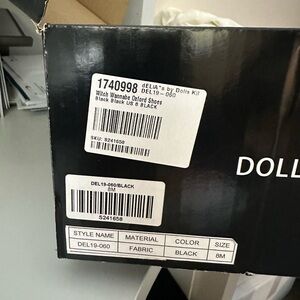 1740998
dELiA*s by Dolls Kil
DEL19-060
Witch Wannabe Oxford Shoes
Black Black US 8 BLACK
SKU: S241658
DOLL
DEL19-060/BLACK
8M
S241658
STYLE NAME MATERIAL COLOR SIZE
DEL19-060 FABRIC BLACK 8M